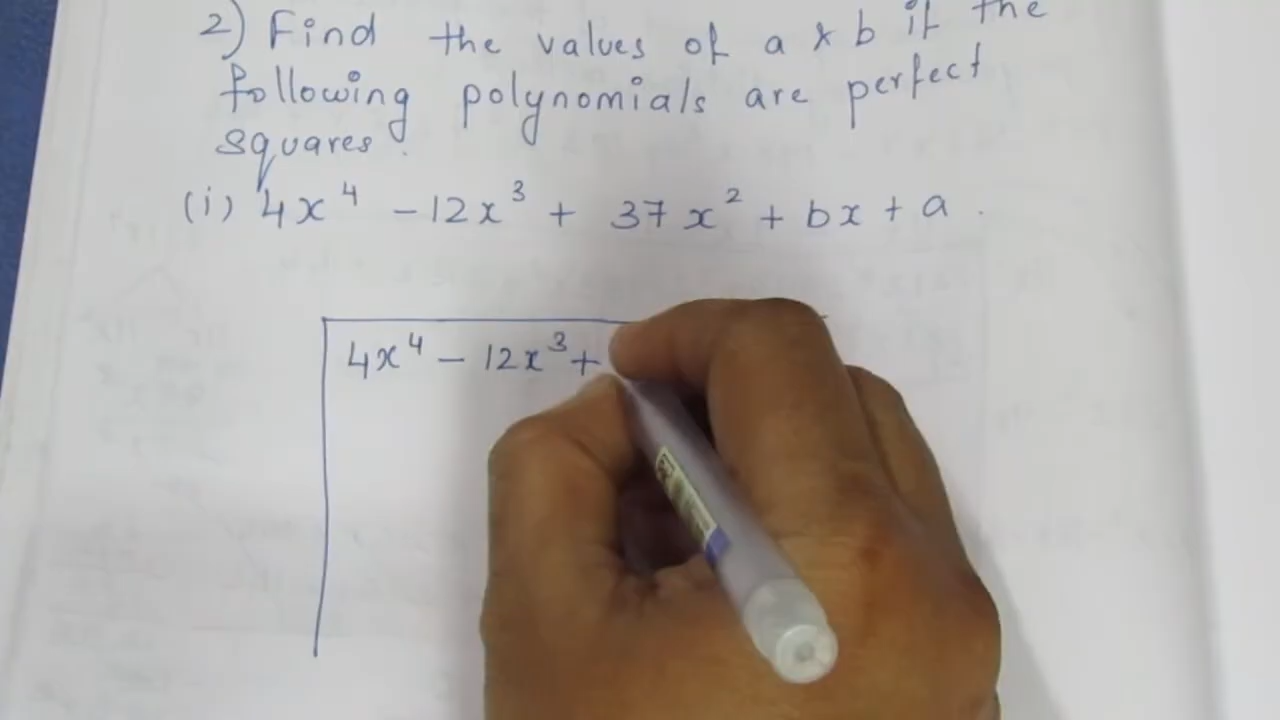 2) Find the values of a & b if the
following polynomials are perfect
squares.
(i) 4x⁴ - 12x³ + 37x² + bx + a.
4x⁴ - 12x³ +